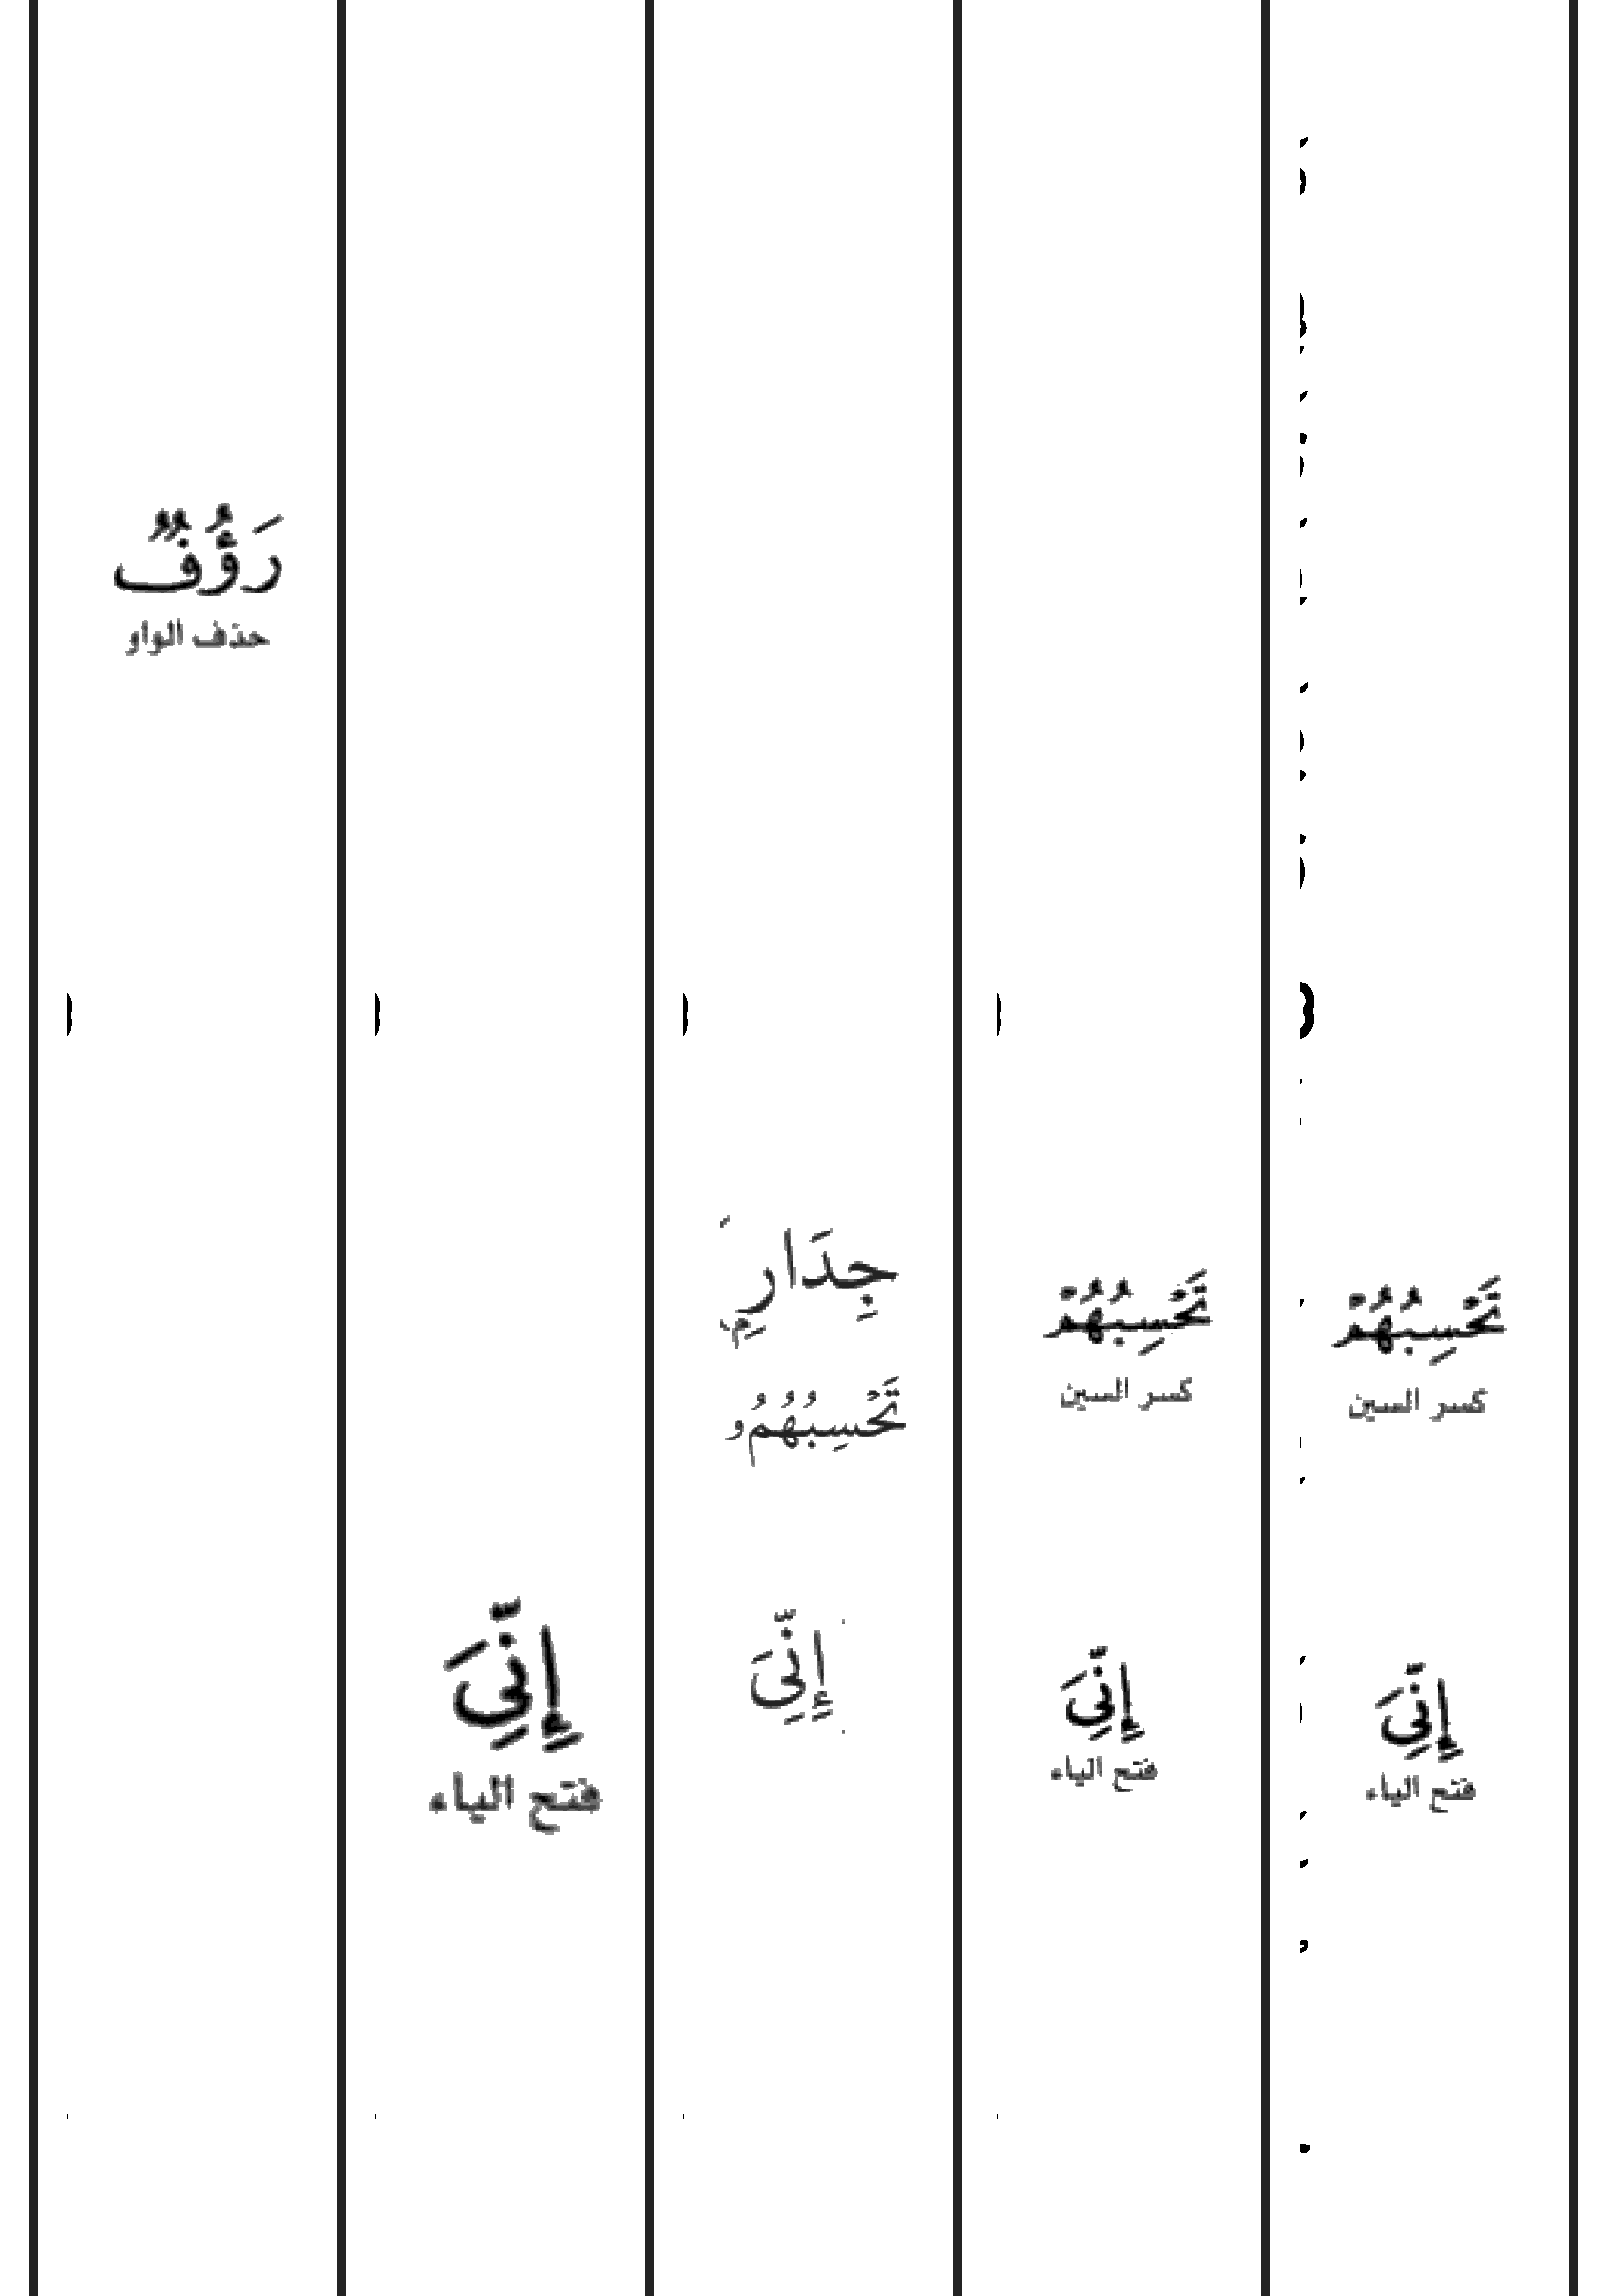 رَؤُفٌ
حذف الواو
جِدَارِۭ
تَحْسِبُهُمُۥ
تَحْسِبُهُمْ
كسر السين
تَحْسِبُهُمْ
كسر السين
إِنِّيَ
فتح الياء
إِنِّيَ
إِنِّيَ
فتح الياء
إِنِّيَ
فتح الياء